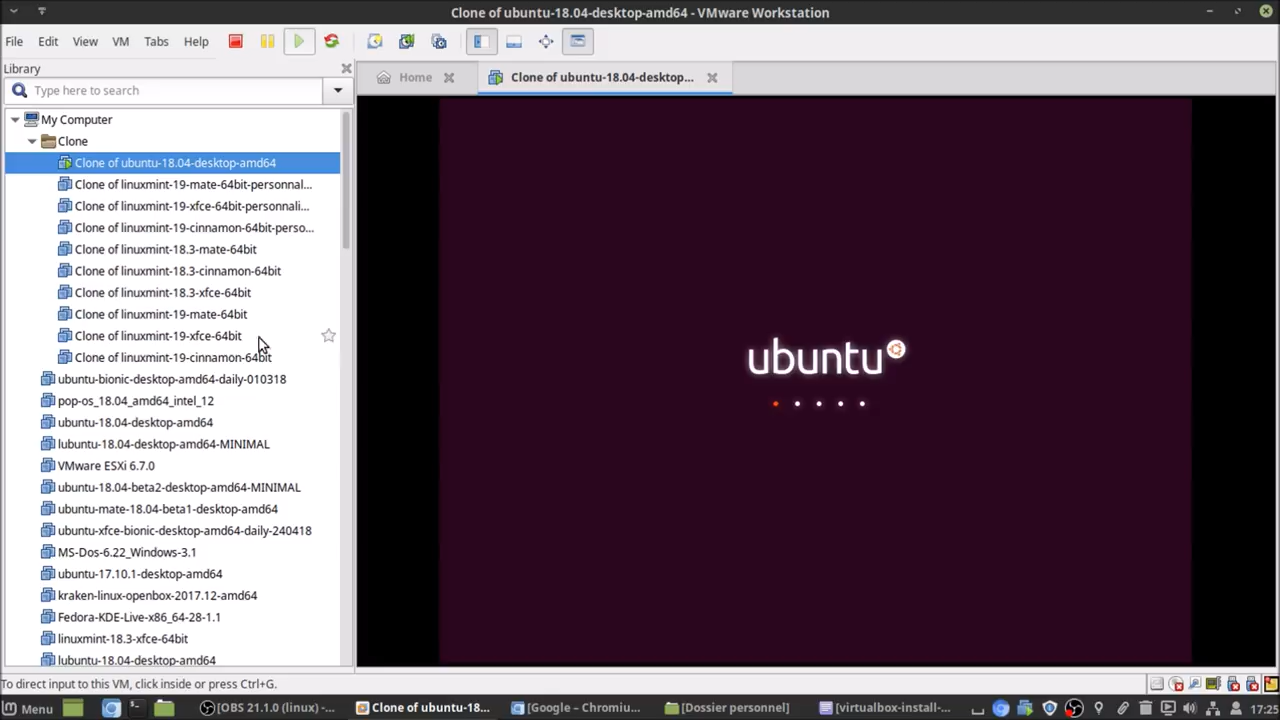 Clone of ubuntu-18.04-desktop-amd64 - VMware Workstation
File Edit View VM Tabs Help
Library
Home
Clone of ubuntu-18.04-desktop...
Type here to search
My Computer
Clone
Clone of ubuntu-18.04-desktop-amd64
Clone of linuxmint-19-mate-64bit-personnal...
Clone of linuxmint-19-xfce-64bit-personnali...
Clone of linuxmint-19-cinnamon-64bit-perso...
Clone of linuxmint-18.3-mate-64bit
Clone of linuxmint-18.3-cinnamon-64bit
Clone of linuxmint-18.3-xfce-64bit
Clone of linuxmint-19-mate-64bit
Clone of linuxmint-19-xfce-64bit
Clone of linuxmint-19-cinnamon-64bit
ubuntu-bionic-desktop-amd64-daily-010318
pop-os_18.04_amd64_intel_12
ubuntu-18.04-desktop-amd64
lubuntu-18.04-desktop-amd64-MINIMAL
VMware ESXi 6.7.0
ubuntu-18.04-beta2-desktop-amd64-MINIMAL
ubuntu-mate-18.04-beta1-desktop-amd64
ubuntu-xfce-bionic-desktop-amd64-daily-240418
MS-Dos-6.22_Windows-3.1
ubuntu-17.10.1-desktop-amd64
kraken-linux-openbox-2017.12-amd64
Fedora-KDE-Live-x86_64-28-1.1
linuxmint-18.3-xfce-64bit
lubuntu-18.04-desktop-amd64
ubuntu
To direct input to this VM, click inside or press Ctrl+G.
Menu
[OBS 21.1.0 (linux) -...
Clone of ubuntu-18...
[Google – Chromium...
[Dossier personnel]
[virtualbox-install-...
17:25